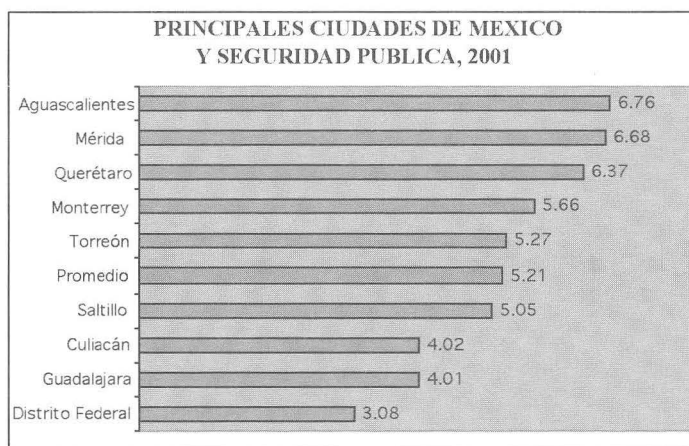 PRINCIPALES CIUDADES DE MEXICO
Y SEGURIDAD PUBLICA, 2001
Aguascalientes 6.76
Mérida 6.68
Querétaro 6.37
Monterrey 5.66
Torreón 5.27
Promedio 5.21
Saltillo 5.05
Culiacán 4.02
Guadalajara 4.01
Distrito Federal 3.08